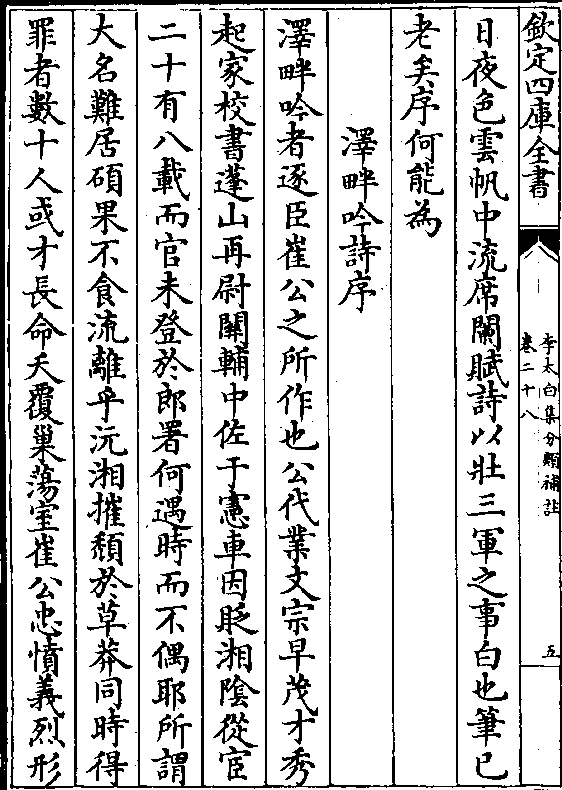 欽定四庫全書
李太白集分類補註
卷二十八
五
日夜色雲帆中流席闌賦詩以壯三軍之事白也筆已
老矣序何能為
澤畔吟詩序
澤畔吟者逐臣崔公之所作也公代業文宗早茂才秀
起家校書蓬山再尉關輔中佐于憲車因貶湘陰從宦
二十有八載而官未登於郎署何遇時而不偶耶所謂
大名難居碩果不食流離乎沅湘摧頹於草莽同時得
罪者數十人或才長命夭覆巢蕩室崔公忠憤義烈形